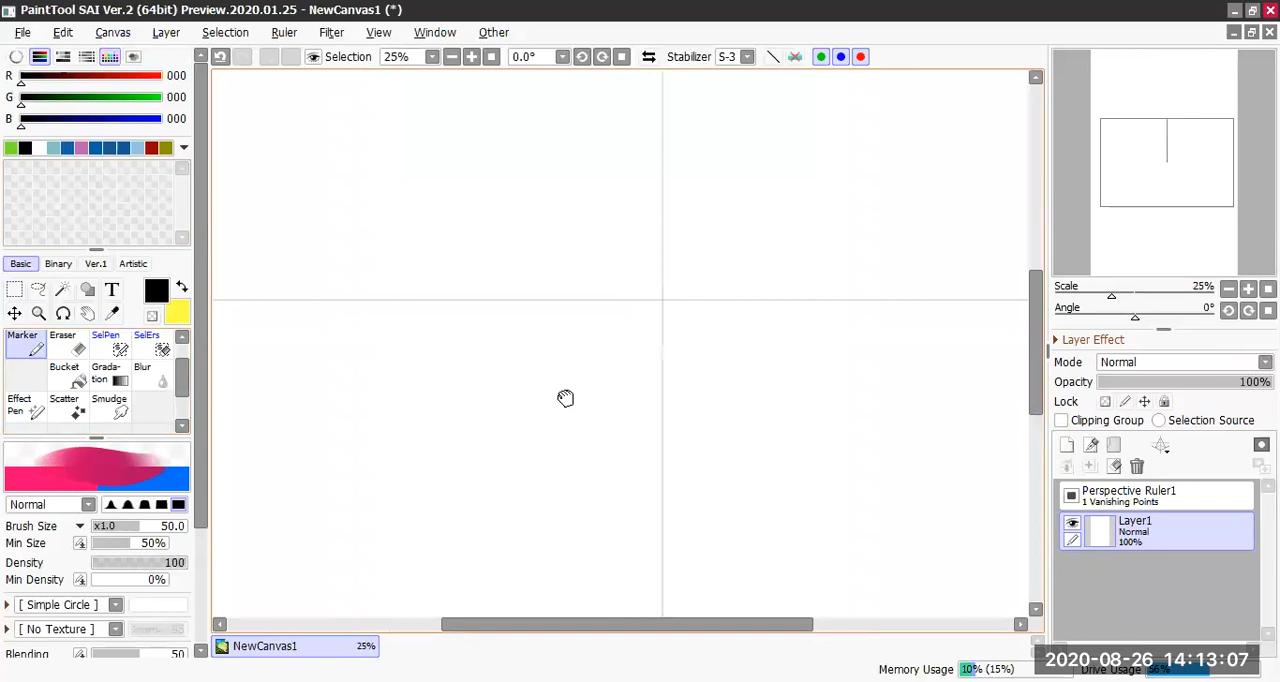 PaintTool SAI Ver.2 (64bit) Preview.2020.01.25 - NewCanvas1 (*)
File Edit Canvas Layer Selection Ruler Filter View Window Other
Selection 25% 0.0° Stabilizer S-3
R 000
G 000
B 000
Basic Binary Ver.1 Artistic
T
Marker Eraser SelPen SelErs
Bucket Grada-tion Blur
Effect Pen Scatter Smudge
Normal
Brush Size x1.0 50.0
Min Size 50%
Density 100
Min Density 0%
[ Simple Circle ]
[ No Texture ]
Blending 50
NewCanvas1 25%
Scale 25%
Angle 0°
Layer Effect
Mode Normal
Opacity 100%
Lock
Clipping Group Selection Source
Perspective Ruler1
1 Vanishing Points
Layer1
Normal
100%
Memory Usage 10% (15%) Drive Usage 56%
2020-08-26 14:13:07